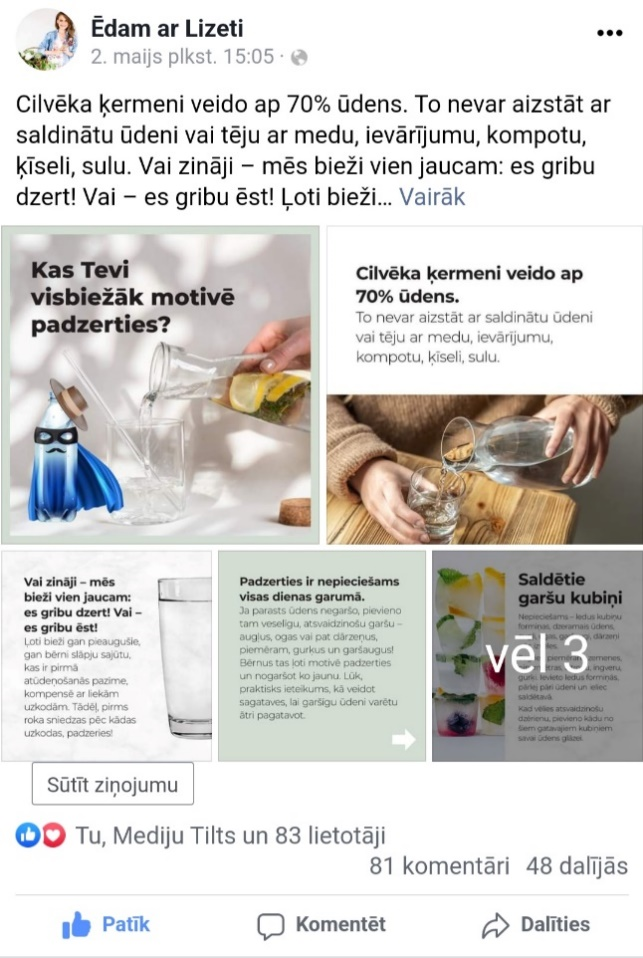 Ēdam ar Lizeti
2. maijs plkst. 15:05 ·
Cilvēka ķermeni veido ap 70% ūdens. To nevar aizstāt ar
saldinātu ūdeni vai tēju ar medu, ievārījumu, kompotu,
ķīseli, sulu. Vai zināji – mēs bieži vien jaucam: es gribu
dzert! Vai – es gribu ēst! Ļoti bieži... Vairāk
Kas Tevi
visbiežāk motivē
padzerties?
Cilvēka ķermeni veido ap
70% ūdens.
To nevar aizstāt ar saldinātu ūdeni
vai tēju ar medu, ievārījumu,
kompotu, ķīseli, sulu.
Vai zināji – mēs
bieži vien jaucam:
es gribu dzert! Vai –
es gribu ēst!
Ļoti bieži gan pieaugušie,
gan bērni slāpju sajūtu,
kas ir pirmā
atūdeņošanās pazīme,
kompensē ar liekām
uzkodām. Tādēļ, pirms
roka sniedzas pēc kādas
uzkodas, padzeries!
Padzerties ir nepieciešams
visas dienas garumā.
Ja parasts ūdens negaršo, pievieno
tam veselīgu, atsvaidzinošu garšu –
augļus, ogas vai pat dārzeņus,
piemēram, gurķus un garšaugus!
Bērnus tas ļoti motivē padzerties
un nogaršot ko jaunu. Lūk,
praktisks ieteikums, kā veidot
sagataves, lai garšīgu ūdeni varētu
ātri pagatavot.
Saldētie
garšu kubiņi
Nepieciešams – ledus kubiņu
formiņas, dzeramais ūdens,
dārzeņi
vēl 3
zemenes,
ingveru,
Ievieto ledus formiņās,
pārlej pāri ūdeni un ieliec
saldētavā.
Kad vēlies atsvaidzinošu
dzērienu, pievieno kādu no
šiem gatavajiem kubiņiem
savai ūdens glāzei.
Sūtīt ziņojumu
Tu, Mediju Tilts un 83 lietotāji
81 komentāri 48 dalījās
Patīk Komentēt Dalīties